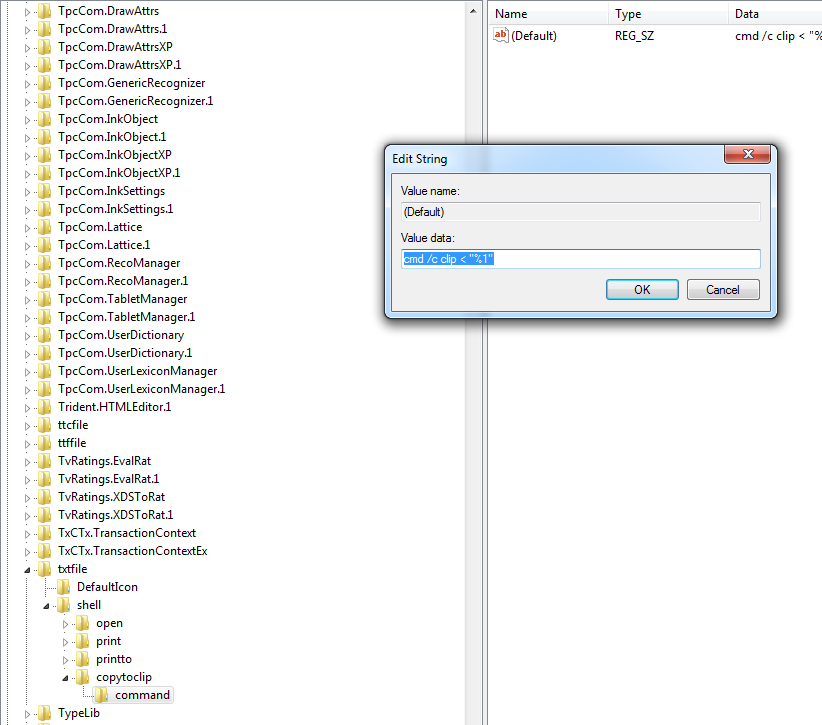 TpcCom.DrawAttrs
TpcCom.DrawAttrs.1
TpcCom.DrawAttrsXP
TpcCom.DrawAttrsXP.1
TpcCom.GenericRecognizer
TpcCom.GenericRecognizer.1
TpcCom.InkObject
TpcCom.InkObject.1
TpcCom.InkObjectXP
TpcCom.InkObjectXP.1
TpcCom.InkSettings
TpcCom.InkSettings.1
TpcCom.Lattice
TpcCom.Lattice.1
TpcCom.RecoManager
TpcCom.RecoManager.1
TpcCom.TabletManager
TpcCom.TabletManager.1
TpcCom.UserDictionary
TpcCom.UserDictionary.1
TpcCom.UserLexiconManager
TpcCom.UserLexiconManager.1
Trident.HTMLEditor.1
ttcfile
ttffile
TvRatings.EvalRat
TvRatings.EvalRat.1
TvRatings.XDSToRat
TvRatings.XDSToRat.1
TxCTx.TransactionContext
TxCTx.TransactionContextEx
txtfile
DefaultIcon
shell
open
print
printto
copytoclip
command
TypeLib
Name Type Data
ab (Default) REG_SZ cmd /c clip < "%
Edit String
Value name:
(Default)
Value data:
cmd /c clip < "%1"
OK Cancel